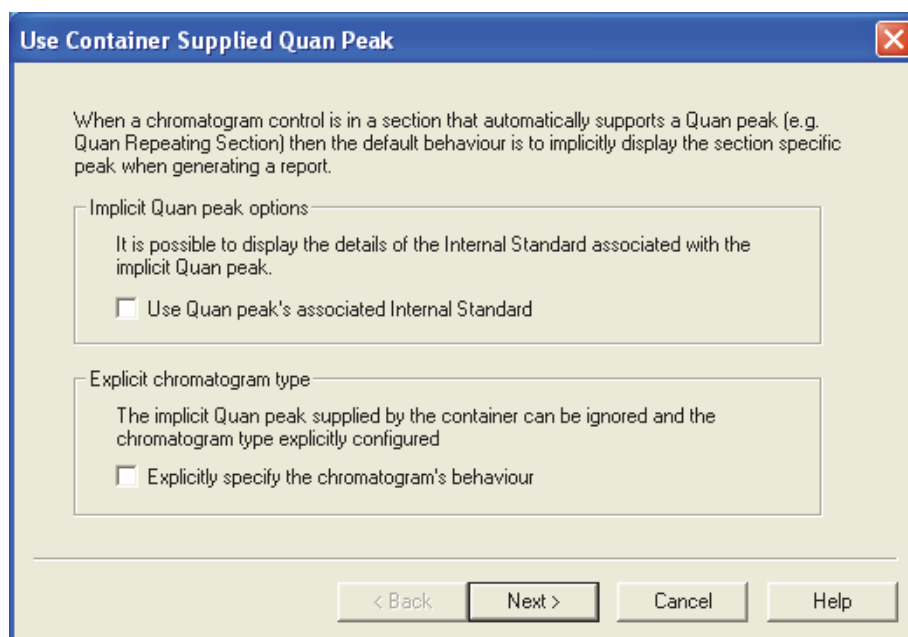 Use Container Supplied Quan Peak
When a chromatogram control is in a section that automatically supports a Quan peak (e.g.
Quan Repeating Section) then the default behaviour is to implicitly display the section specific
peak when generating a report.
Implicit Quan peak options
It is possible to display the details of the Internal Standard associated with the
implicit Quan peak.
Use Quan peak's associated Internal Standard
Explicit chromatogram type
The implicit Quan peak supplied by the container can be ignored and the
chromatogram type explicitly configured
Explicitly specify the chromatogram's behaviour
< Back Next > Cancel Help